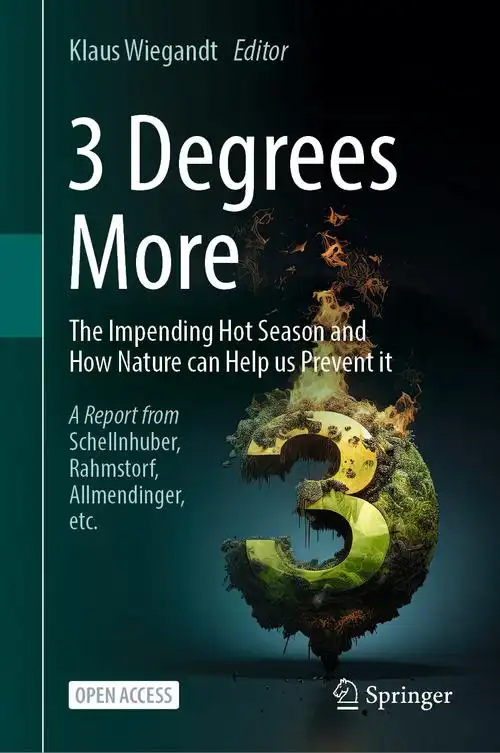 Klaus Wiegandt Editor
3 Degrees
More
The Impending Hot Season and
How Nature can Help us Prevent it
A Report from
Schellnhuber,
Rahmstorf,
Allmendinger,
etc.
3
OPEN ACCESS
Springer